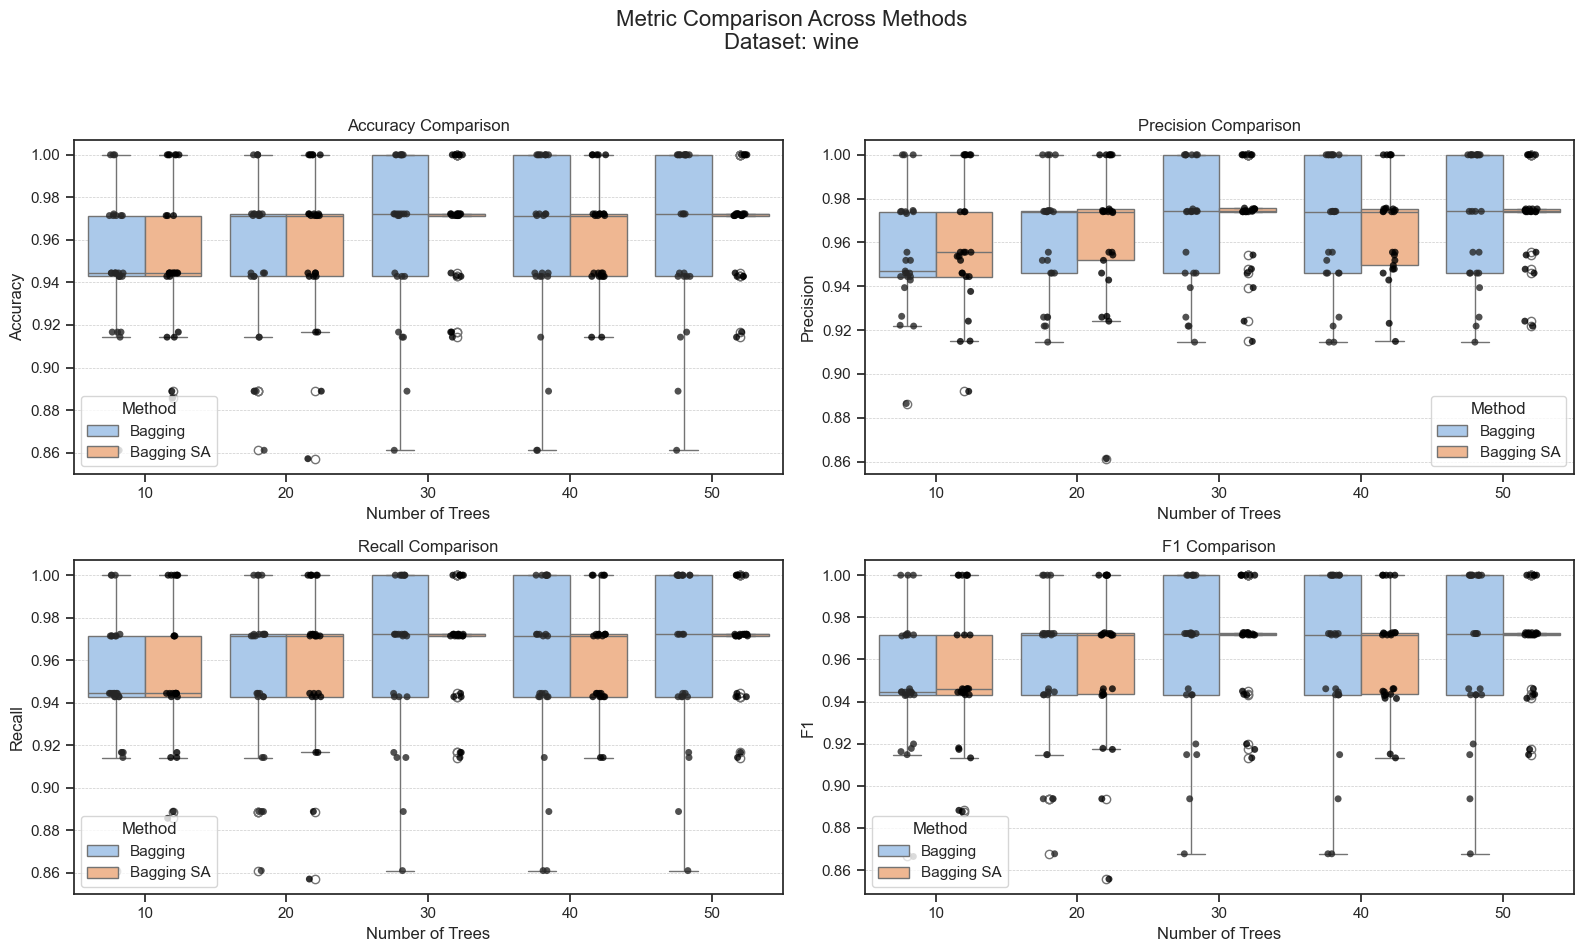 Metric Comparison Across Methods
Dataset: wine
Accuracy Comparison
Accuracy
1.00
0.98
0.96
0.94
0.92
0.90
0.88
0.86
Method
Bagging
Bagging SA
10 20 30 40 50
Number of Trees
Precision Comparison
Precision
1.00
0.98
0.96
0.94
0.92
0.90
0.88
0.86
Method
Bagging
Bagging SA
10 20 30 40 50
Number of Trees
Recall Comparison
Recall
1.00
0.98
0.96
0.94
0.92
0.90
0.88
0.86
Method
Bagging
Bagging SA
10 20 30 40 50
Number of Trees
F1 Comparison
F1
1.00
0.98
0.96
0.94
0.92
0.90
0.88
0.86
Method
Bagging
Bagging SA
10 20 30 40 50
Number of Trees